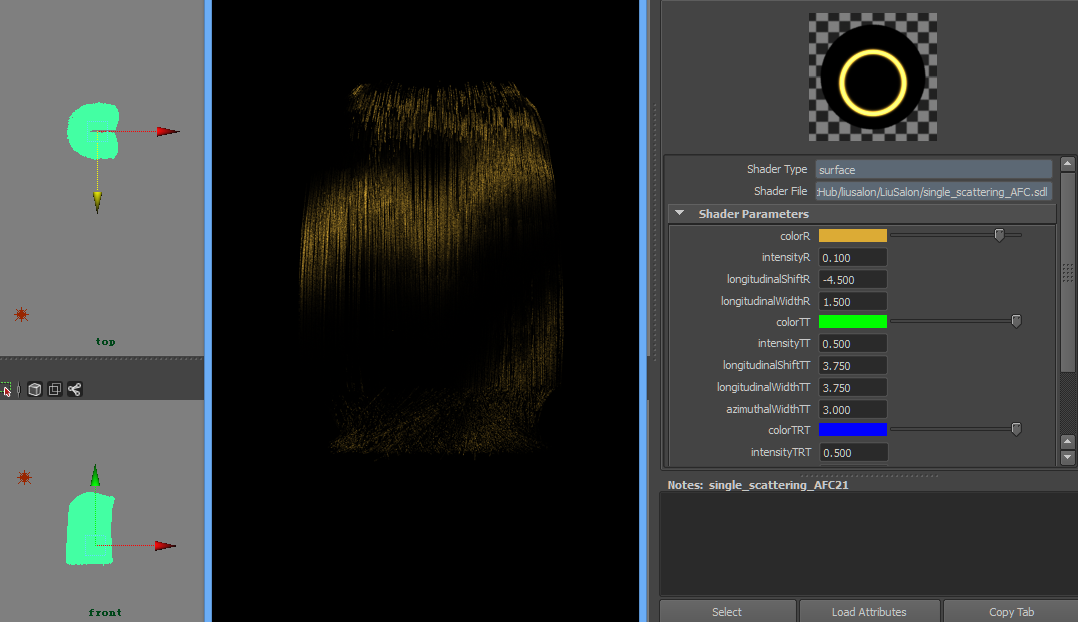 top
front
Shader Type surface
Shader File :Hub/liusalon/LiuSalon/single_scattering_AFC.sdl
Shader Parameters
colorR
intensityR 0.100
longitudinalShiftR -4.500
longitudinalWidthR 1.500
colorTT
intensityTT 0.500
longitudinalShiftTT 3.750
longitudinalWidthTT 3.750
azimuthalWidthTT 3.000
colorTRT
intensityTRT 0.500
Notes: single_scattering_AFC21
Select Load Attributes Copy Tab